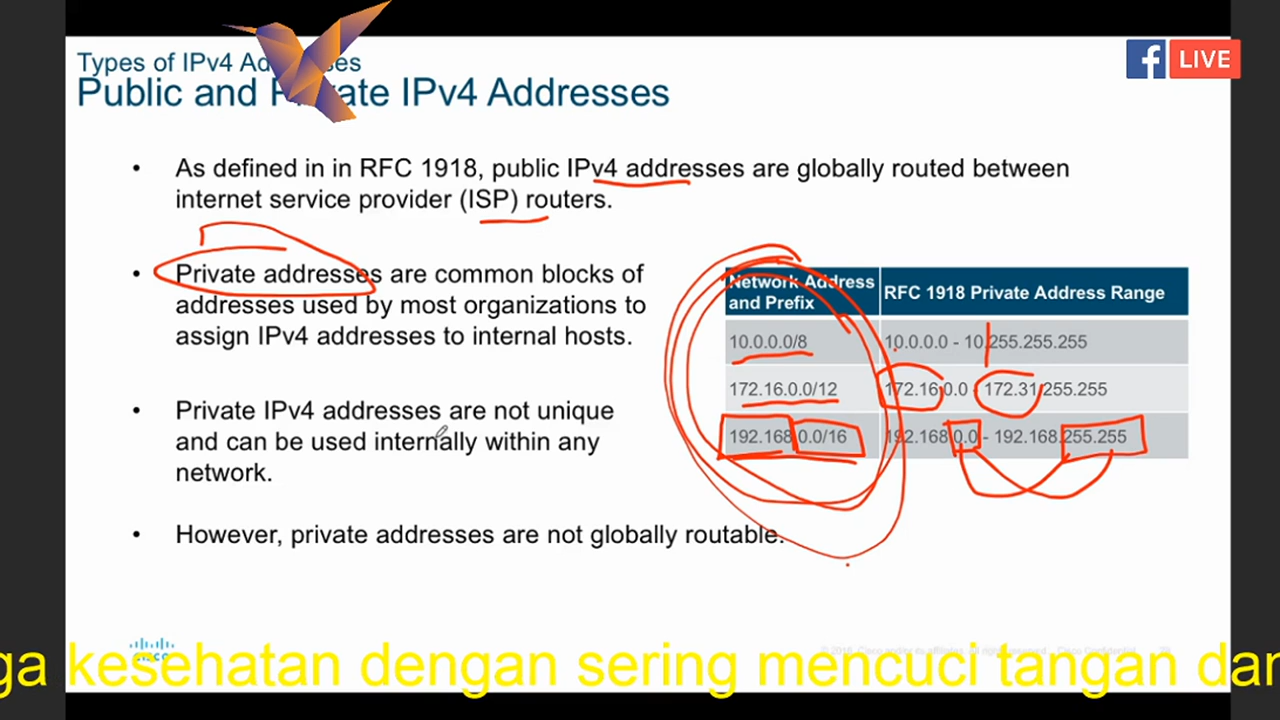 Types of IPv4 Addresses
Public and Private IPv4 Addresses
LIVE
• As defined in in RFC 1918, public IPv4 addresses are globally routed between
internet service provider (ISP) routers.
• Private addresses are common blocks of
addresses used by most organizations to
assign IPv4 addresses to internal hosts.
• Private IPv4 addresses are not unique
and can be used internally within any
network.
• However, private addresses are not globally routable.
Network Address and Prefix | RFC 1918 Private Address Range
10.0.0.0/8 | 10.0.0.0 - 10.255.255.255
172.16.0.0/12 | 172.16.0.0 - 172.31.255.255
192.168.0.0/16 | 192.168.0.0 - 192.168.255.255
cisco
ga kesehatan dengan sering mencuci tangan dan